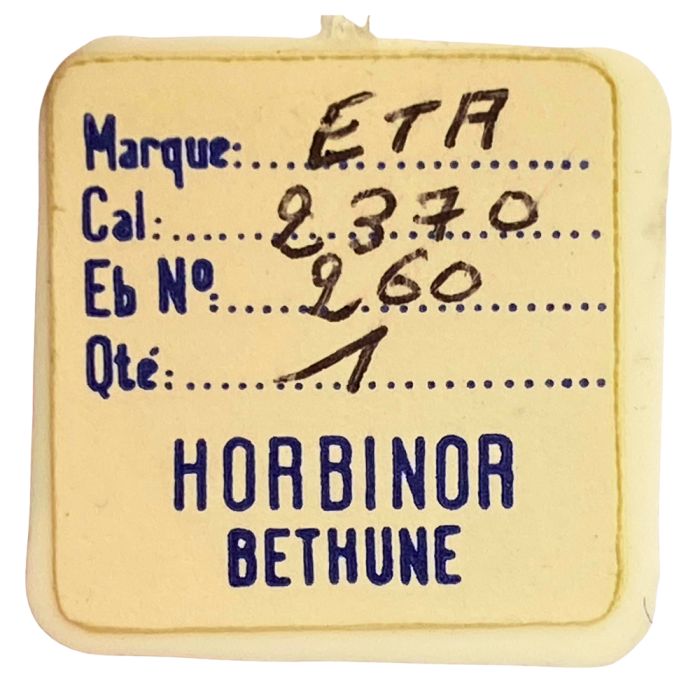 Marque: ETA
Cal: 2370
Eb Nº: 260
Qté: 1
HORBINOR
BETHUNE